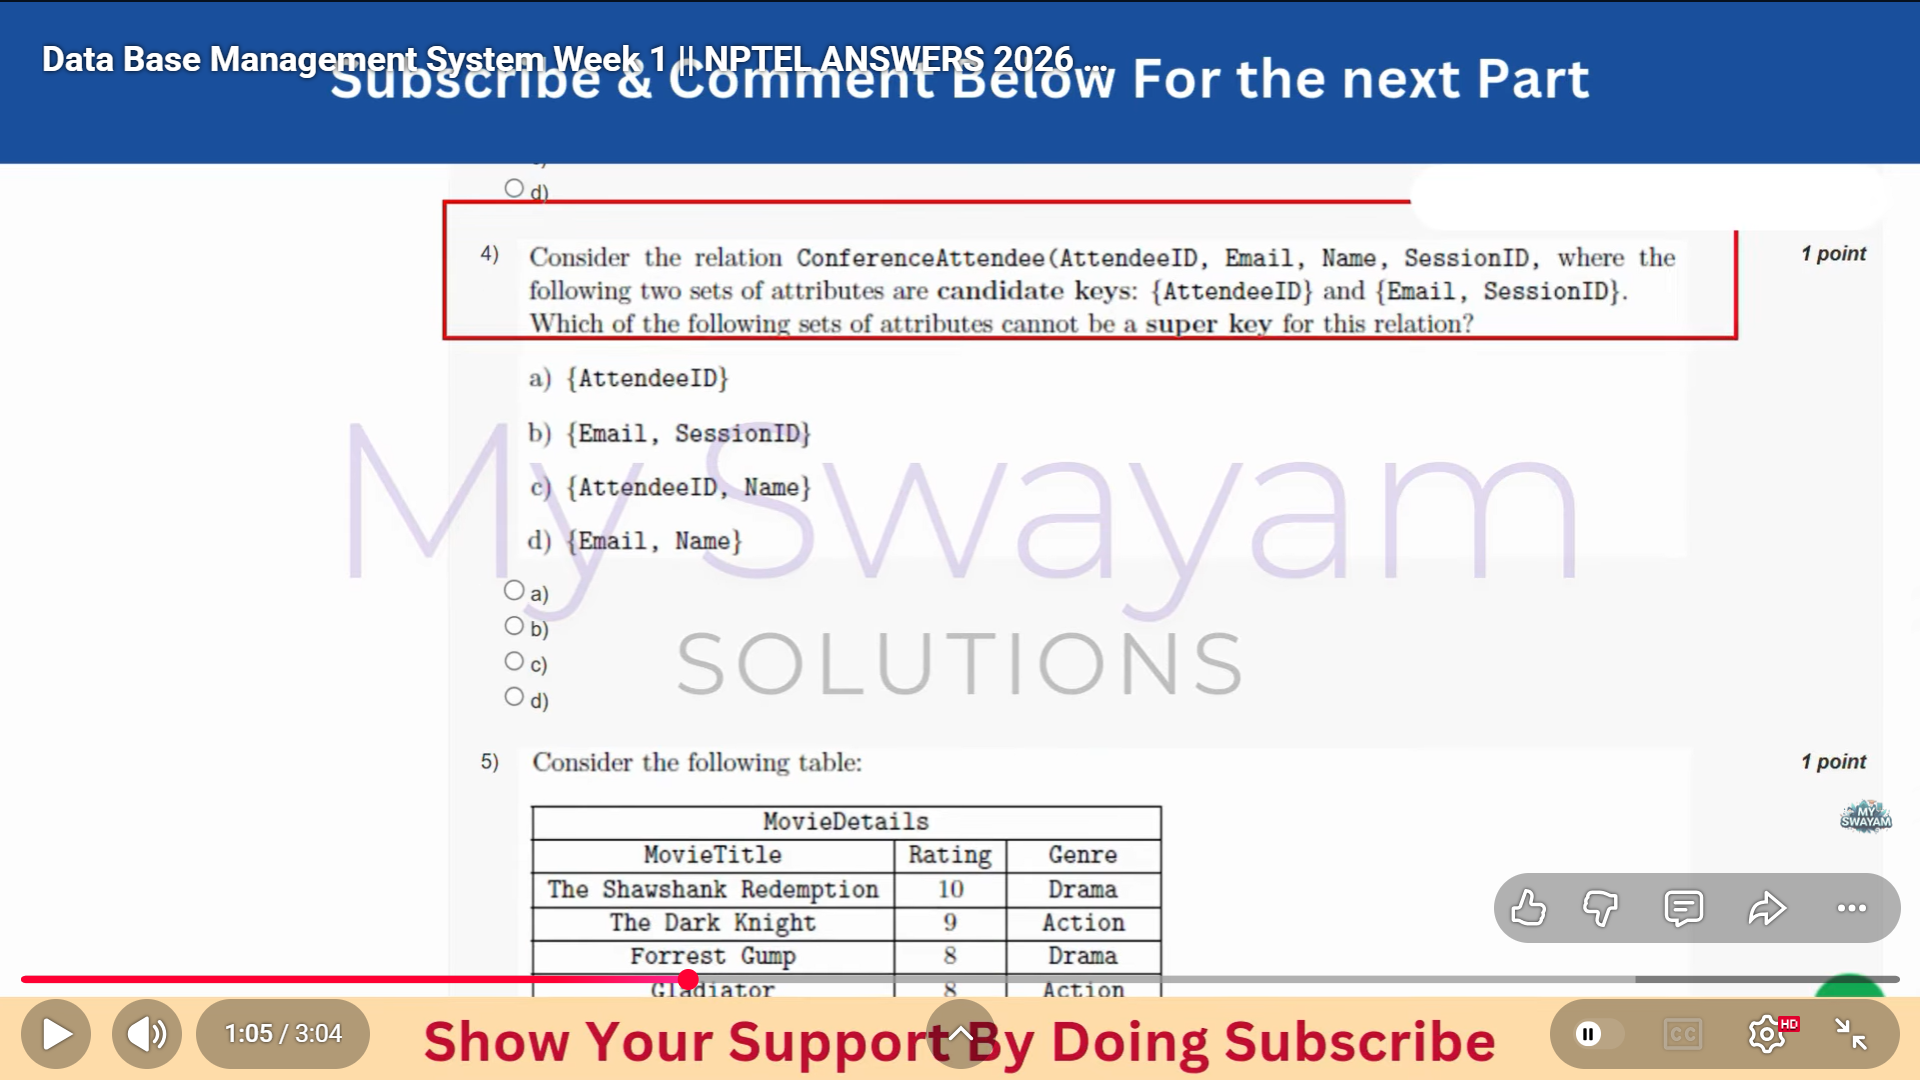 Data Base Management System Week 1 || NPTEL ANSWERS 2026 ...
Subscribe & Comment Below For the next Part
d)
4) Consider the relation ConferenceAttendee(AttendeeID, Email, Name, SessionID, where the 1 point
following two sets of attributes are candidate keys: {AttendeeID} and {Email, SessionID}.
Which of the following sets of attributes cannot be a super key for this relation?
a) {AttendeeID}
b) {Email, SessionID}
c) {AttendeeID, Name}
d) {Email, Name}
My Swayam
SOLUTIONS
a)
b)
c)
d)
5) Consider the following table: 1 point
MovieDetails
MovieTitle Rating Genre
The Shawshank Redemption 10 Drama
The Dark Knight 9 Action
Forrest Gump 8 Drama
Gladiator 8 Action
MY
SWAYAM
1:05 / 3:04
Show Your Support By Doing Subscribe
CC
HD